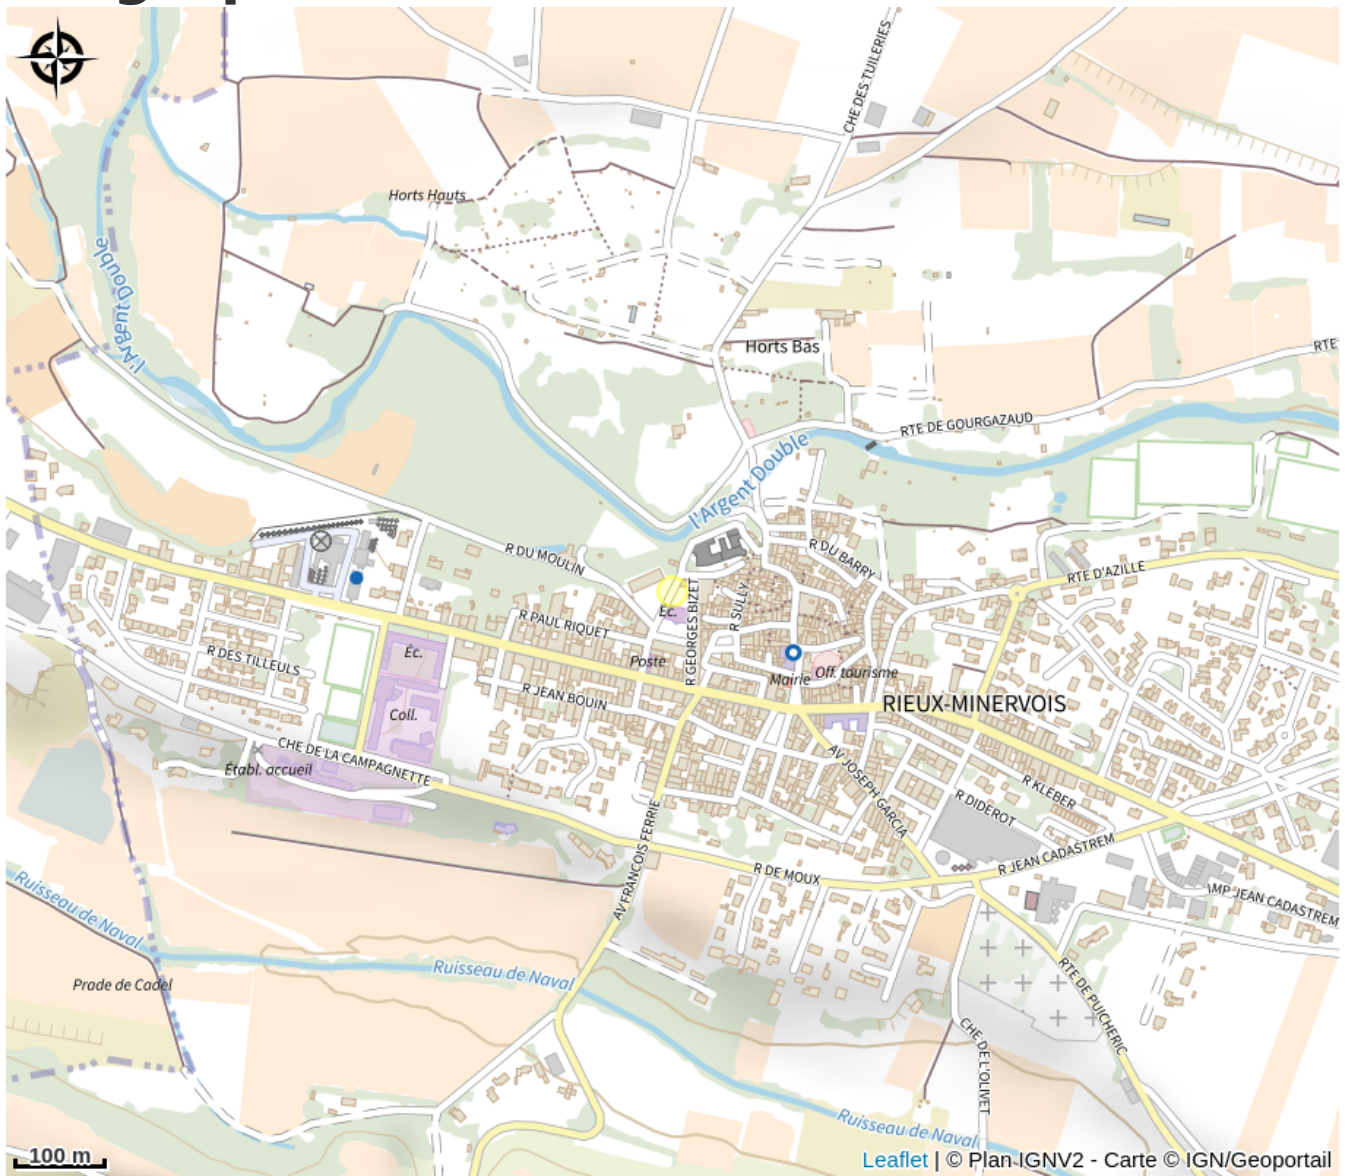 CHE DES TUILERIES
Horts Hauts
l'Argent Double
Horts Bas
RTE
RTE DE GOURGAZAUD
l'Argent Double
R DU MOULIN
R DU BARRY
RTE D'AZILLE
R GEORGES BIZET
R SULLY
Éc.
R PAUL RIQUET
R DES TILLEULS
Éc.
Poste
Mairie
Off. tourisme
R JEAN BOUIN
RIEUX-MINERVOIS
Coll.
CHE DE LA CAMPAGNETTE
Établ. accueil
AV JOSEPH GARCIA
R KLEBER
R DIDEROT
AV FRANCOIS FERRIE
R JEAN CADASTREM
R DE MOUX
IMP JEAN CADASTREM
Ruisseau de Naval
Ruisseau de Naval
Prade de Cadel
RTE DE PUICHERIC
CHE DE L'OLIVET
Ruisseau de Naval
100 m
Leaflet | © Plan IGNV2 - Carte © IGN/Geoportail